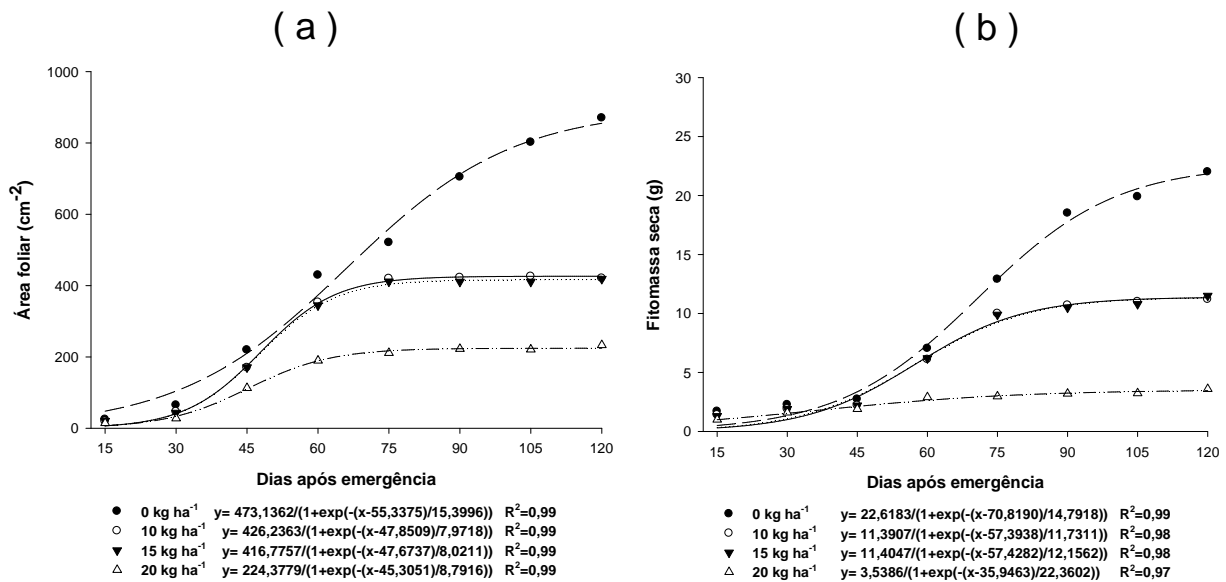 ( a )
Área foliar (cm-2)
1000
800
600
400
200
0
15 30 45 60 75 90 105 120
Dias após emergência
0 kg ha-1 y= 473,1362/(1+exp(-(x-55,3375)/15,3996)) R2=0,99
10 kg ha-1 y= 426,2363/(1+exp(-(x-47,8509)/7,9718)) R2=0,99
15 kg ha-1 y= 416,7757/(1+exp(-(x-47,6737)/8,0211)) R2=0,99
20 kg ha-1 y= 224,3779/(1+exp(-(x-45,3051)/8,7916)) R2=0,99
( b )
Fitomassa seca (g)
30
25
20
15
10
5
0
15 30 45 60 75 90 105 120
Dias após emergência
0 kg ha-1 y= 22,6183/(1+exp(-(x-70,8190)/14,7918)) R2=0,99
10 kg ha-1 y= 11,3907/(1+exp(-(x-57,3938)/11,7311)) R2=0,98
15 kg ha-1 y= 11,4047/(1+exp(-(x-57,4282)/12,1562)) R2=0,98
20 kg ha-1 y= 3,5386/(1+exp(-(x-35,9463)/22,3602)) R2=0,97